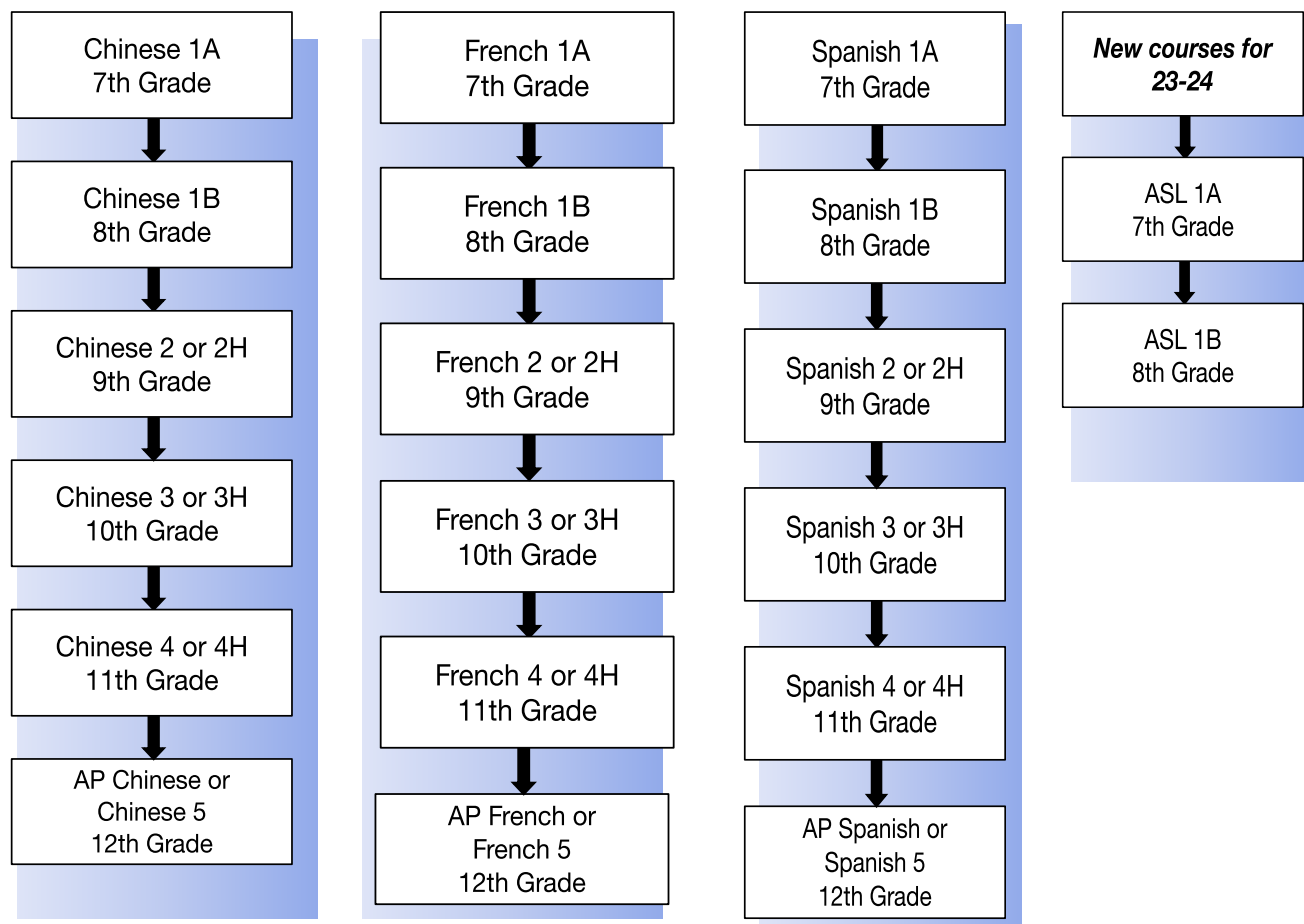 Chinese 1A
7th Grade
Chinese 1B
8th Grade
Chinese 2 or 2H
9th Grade
Chinese 3 or 3H
10th Grade
Chinese 4 or 4H
11th Grade
AP Chinese or
Chinese 5
12th Grade
French 1A
7th Grade
French 1B
8th Grade
French 2 or 2H
9th Grade
French 3 or 3H
10th Grade
French 4 or 4H
11th Grade
AP French or
French 5
12th Grade
Spanish 1A
7th Grade
Spanish 1B
8th Grade
Spanish 2 or 2H
9th Grade
Spanish 3 or 3H
10th Grade
Spanish 4 or 4H
11th Grade
AP Spanish or
Spanish 5
12th Grade
New courses for
23-24
ASL 1A
7th Grade
ASL 1B
8th Grade